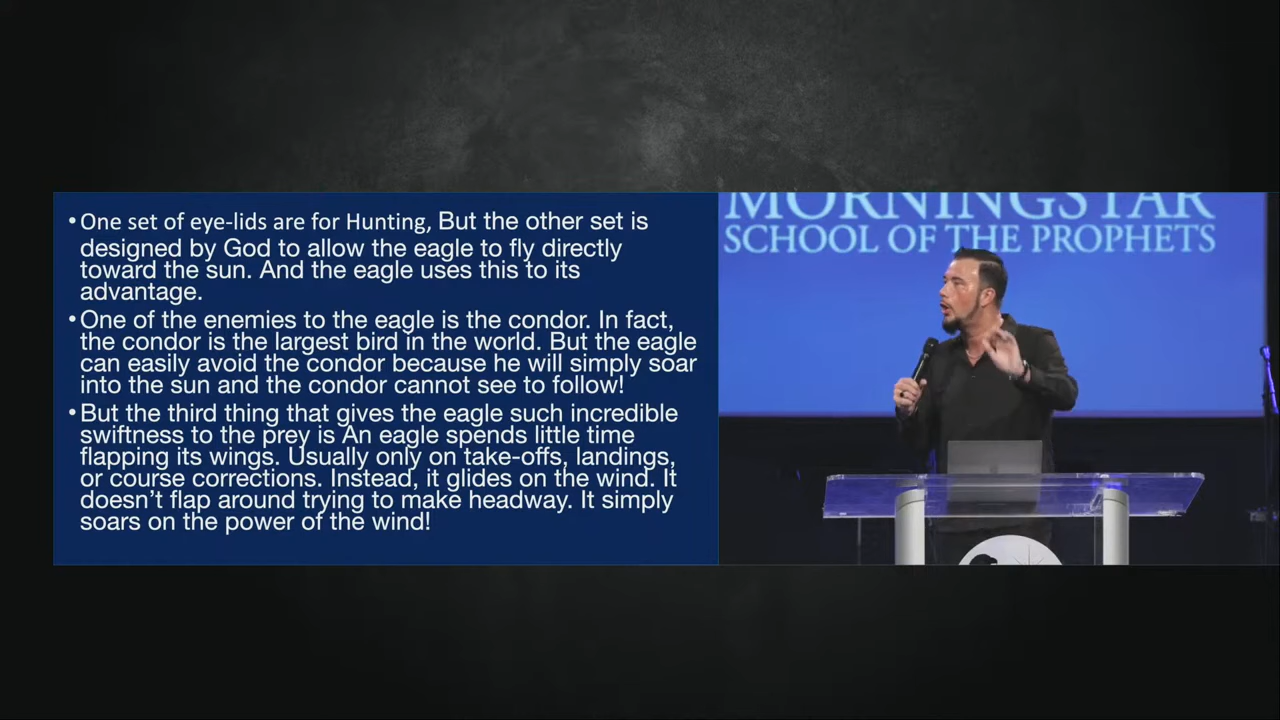 • One set of eye-lids are for Hunting, But the other set is
designed by God to allow the eagle to fly directly
toward the sun. And the eagle uses this to its
advantage.
• One of the enemies to the eagle is the condor. In fact,
the condor is the largest bird in the world. But the eagle
can easily avoid the condor because he will simply soar
into the sun and the condor cannot see to follow!
• But the third thing that gives the eagle such incredible
swiftness to the prey is An eagle spends little time
flapping its wings. Usually only on take-offs, landings,
or course corrections. Instead, it glides on the wind. It
doesn't flap around trying to make headway. It simply
soars on the power of the wind!
MORNINGSTAR
SCHOOL OF THE PROPHETS